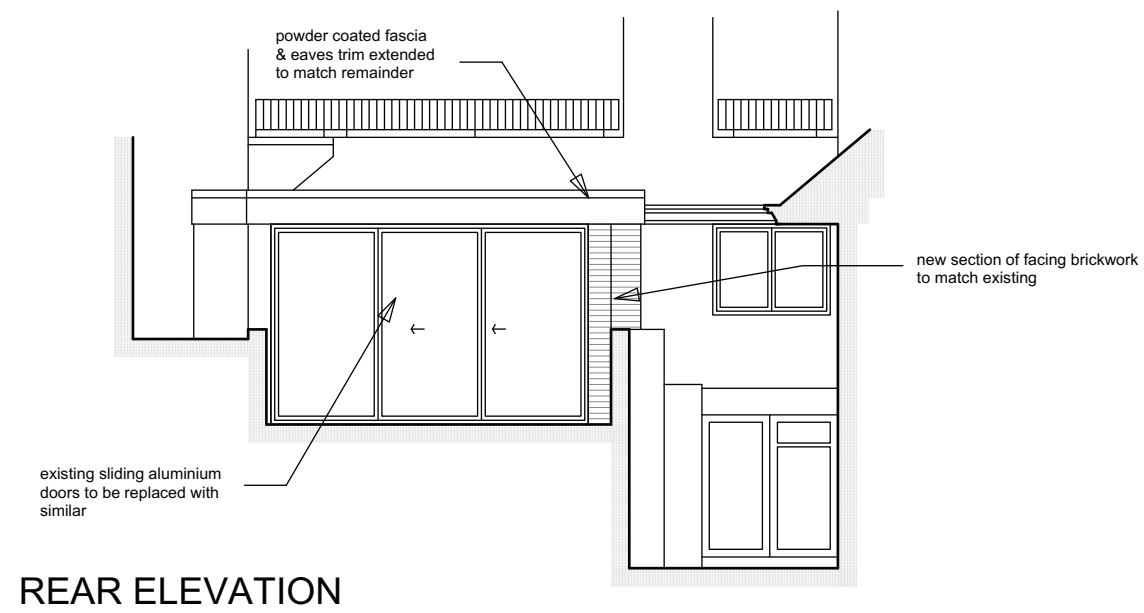 powder coated fascia
& eaves trim extended
to match remainder
new section of facing brickwork
to match existing
existing sliding aluminium
doors to be replaced with
similar
REAR ELEVATION